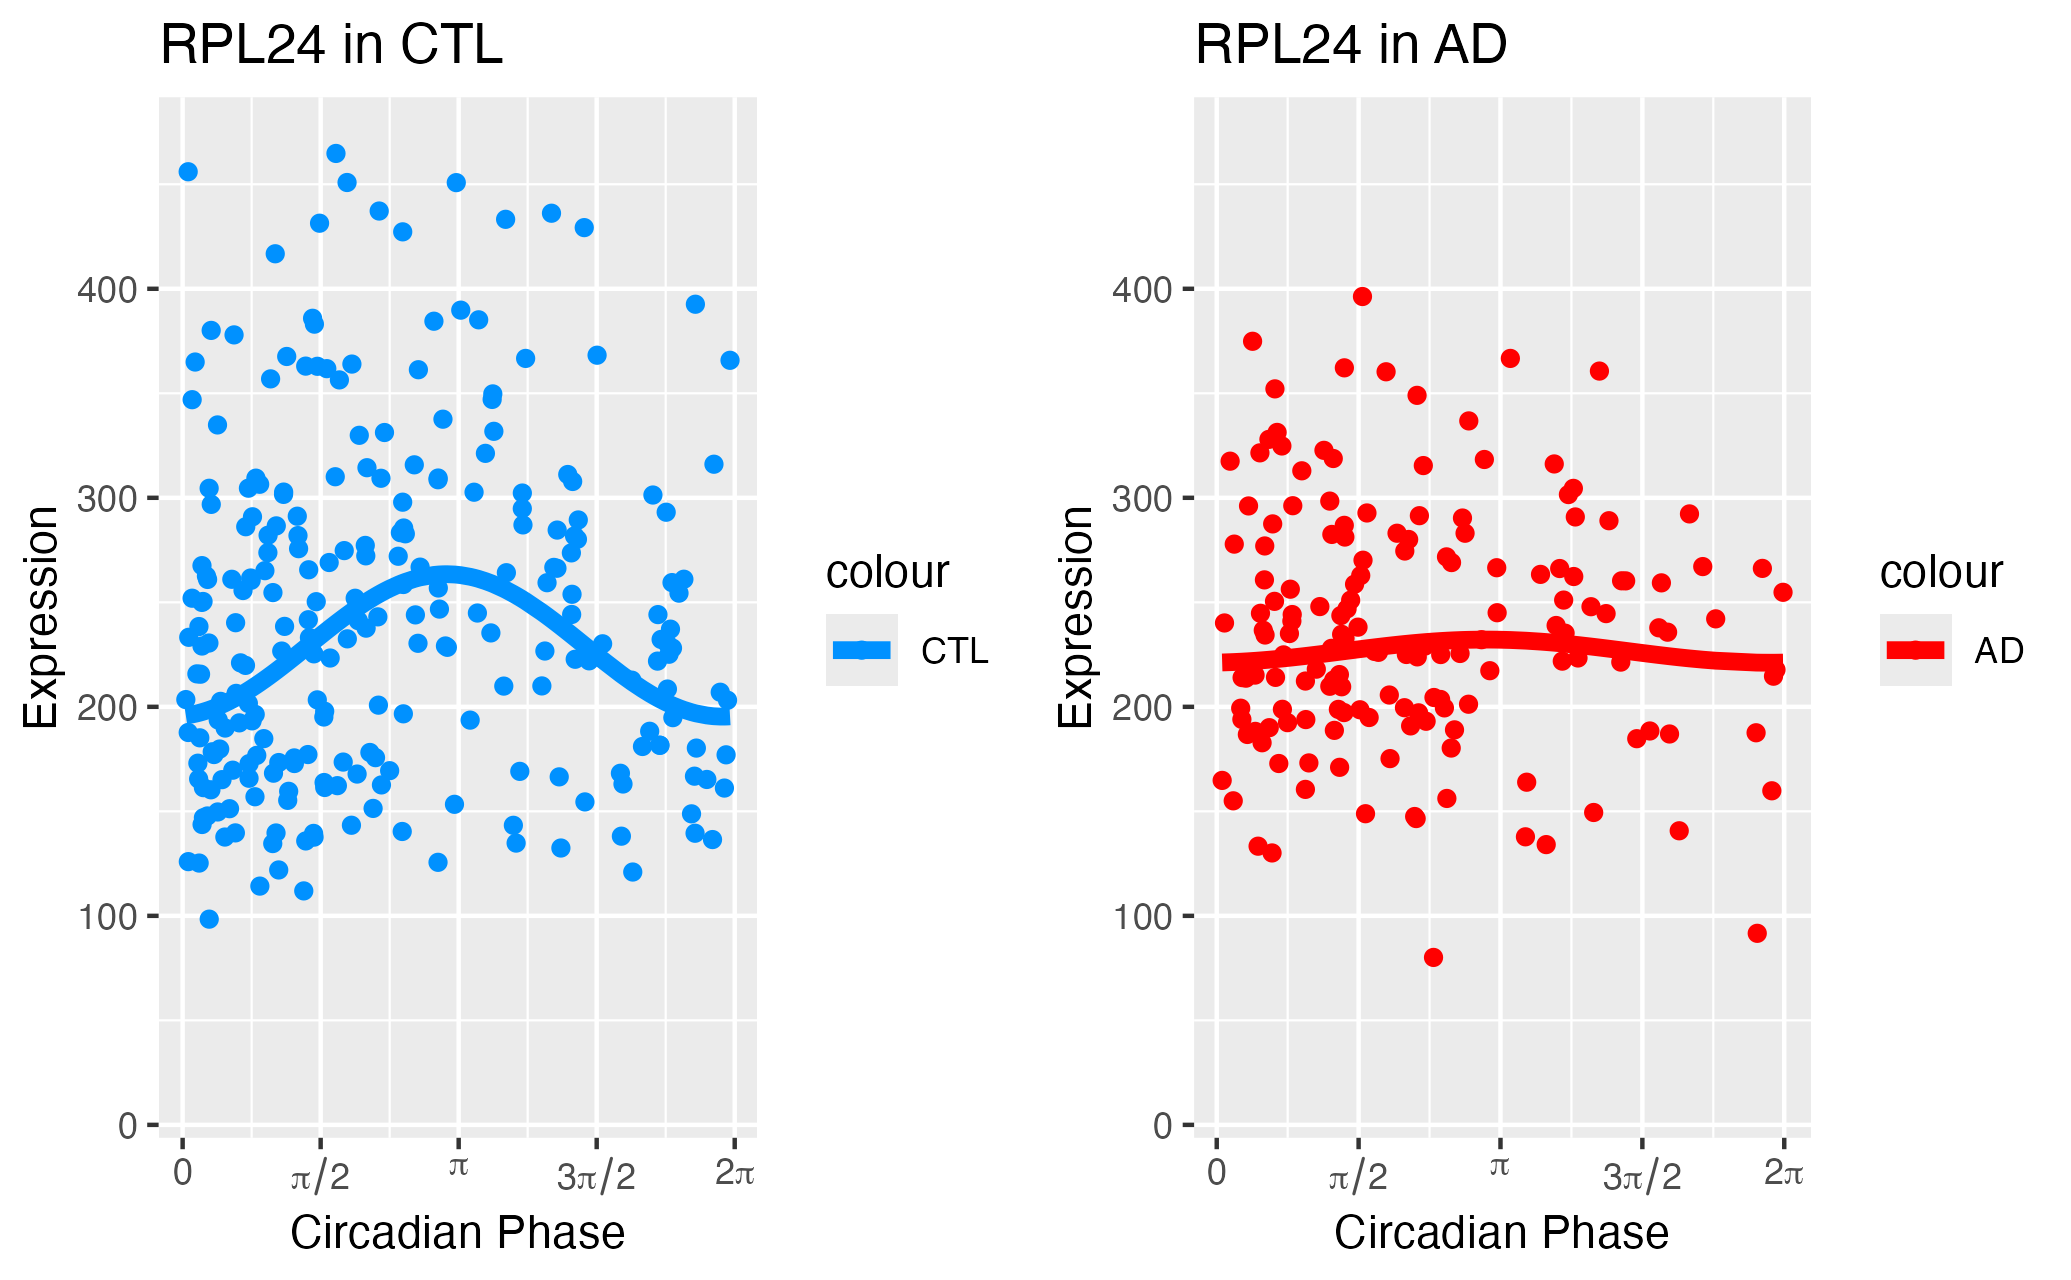 RPL24 in CTL
Expression
400
300
200
100
0
0 π/2 π 3π/2 2π
Circadian Phase
colour
CTL
RPL24 in AD
Expression
400
300
200
100
0
0 π/2 π 3π/2 2π
Circadian Phase
colour
AD